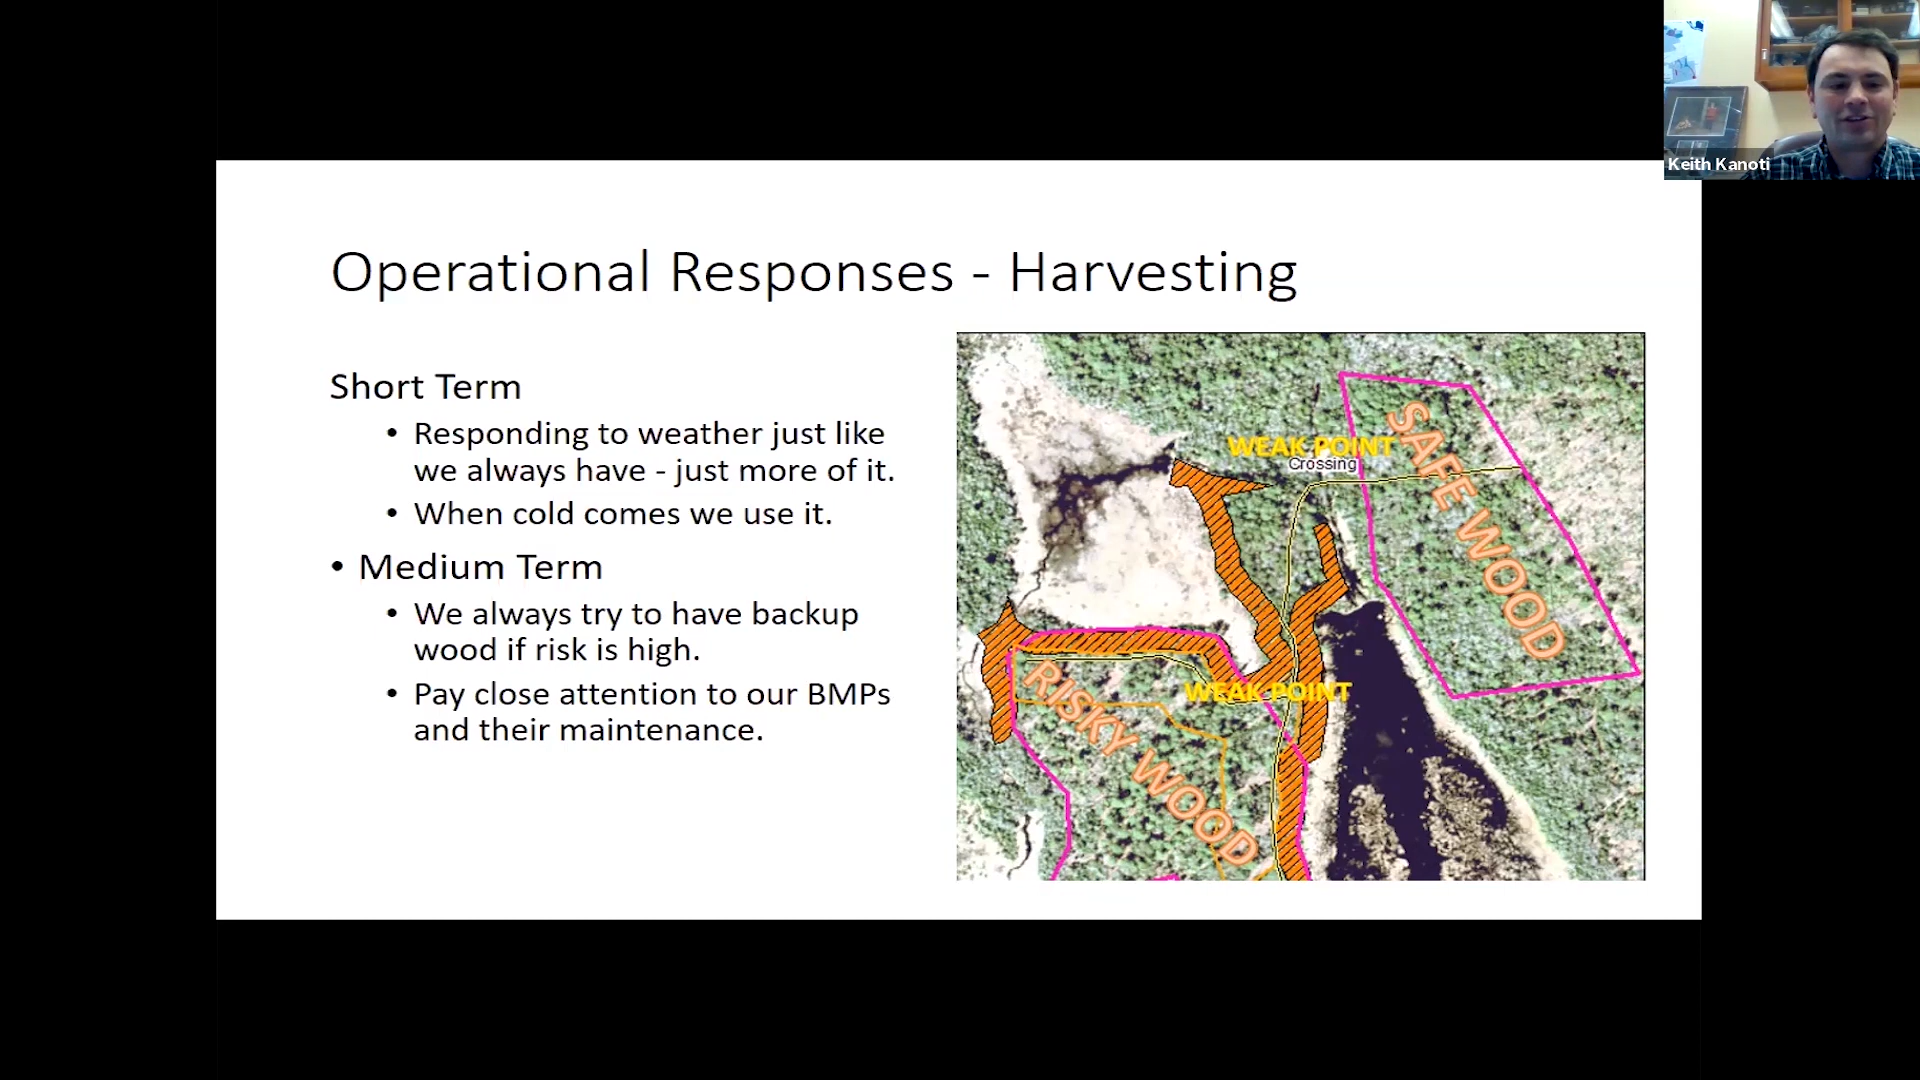 Keith Kanoti
Operational Responses - Harvesting
Short Term
• Responding to weather just like
we always have - just more of it.
• When cold comes we use it.
• Medium Term
• We always try to have backup
wood if risk is high.
• Pay close attention to our BMPs
and their maintenance.
WEAK POINT
Crossing
SAFE WOOD
WEAK POINT
RISKY WOOD